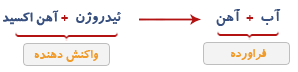 ئیدروژن + آهن اکسید ⟶ آهن + آب
واکنش دهنده
فراورده